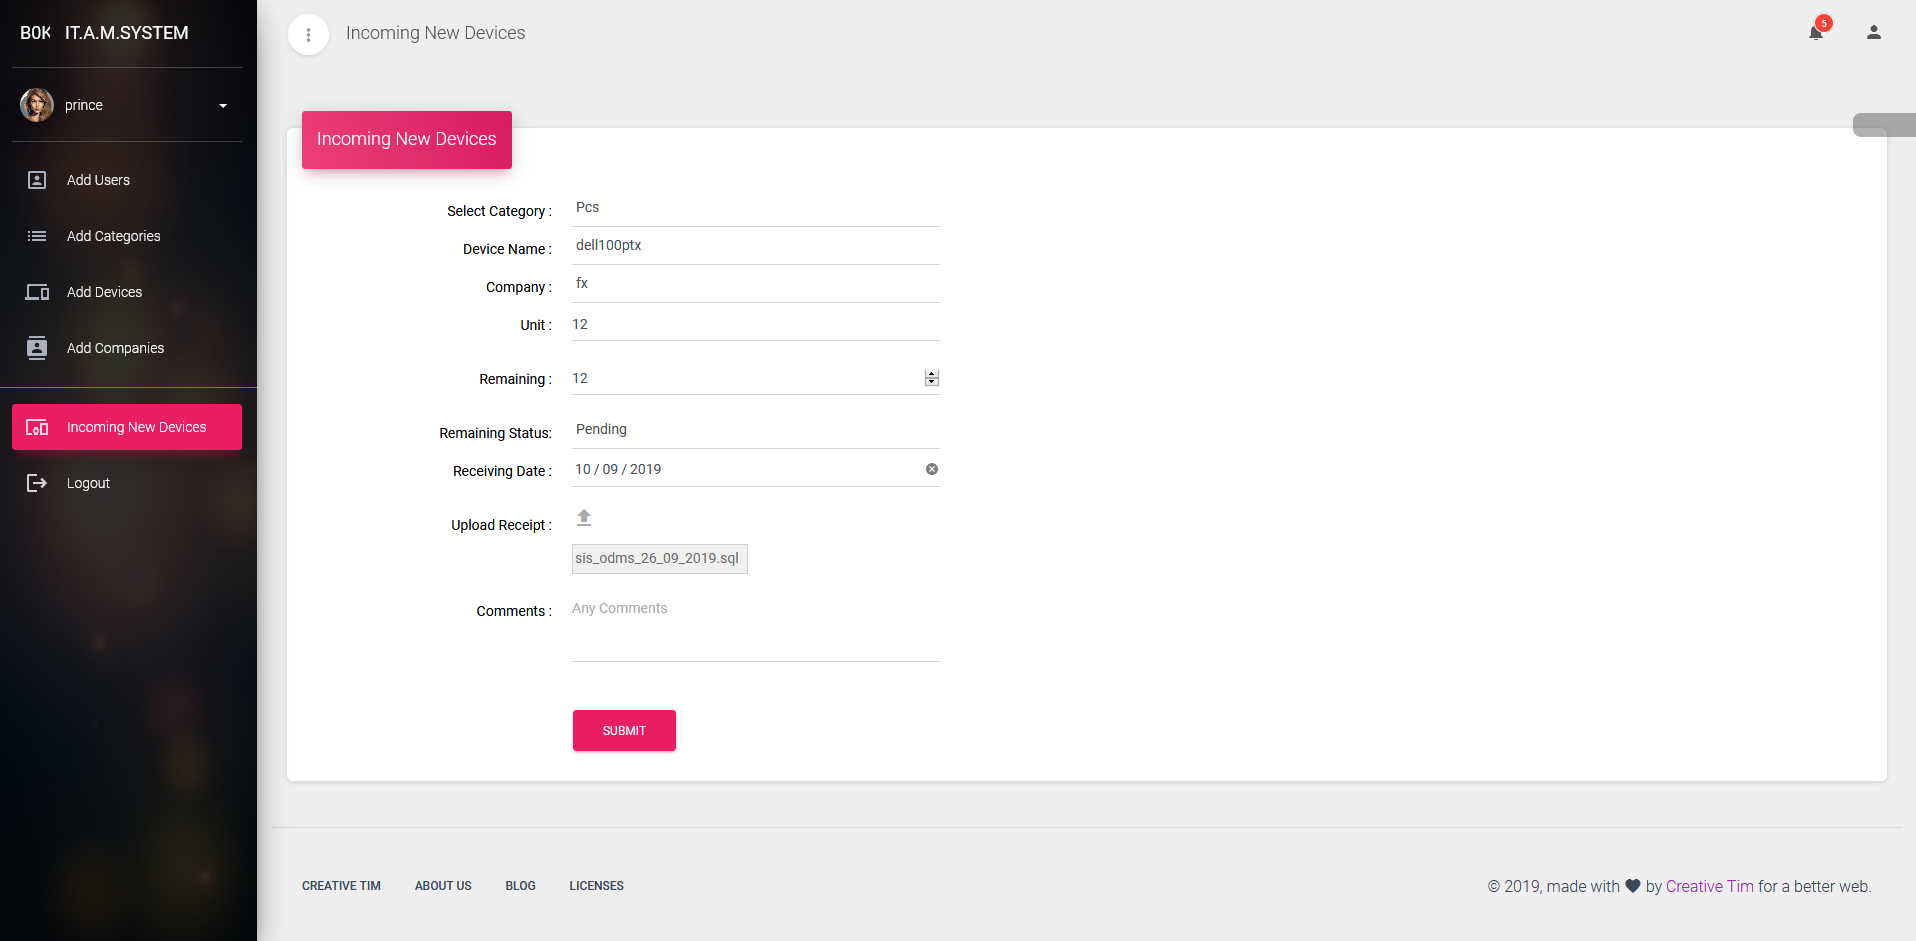 B0K IT.A.M.SYSTEM
prince
Add Users
Add Categories
Add Devices
Add Companies
Incoming New Devices
Logout
Incoming New Devices
5
Incoming New Devices
Select Category : Pcs
Device Name : dell100ptx
Company : fx
Unit : 12
Remaining : 12
Remaining Status: Pending
Receiving Date : 10 / 09 / 2019
Upload Receipt :
sis_odms_26_09_2019.sql
Comments : Any Comments
SUBMIT
CREATIVE TIM ABOUT US BLOG LICENSES
© 2019, made with by Creative Tim for a better web.